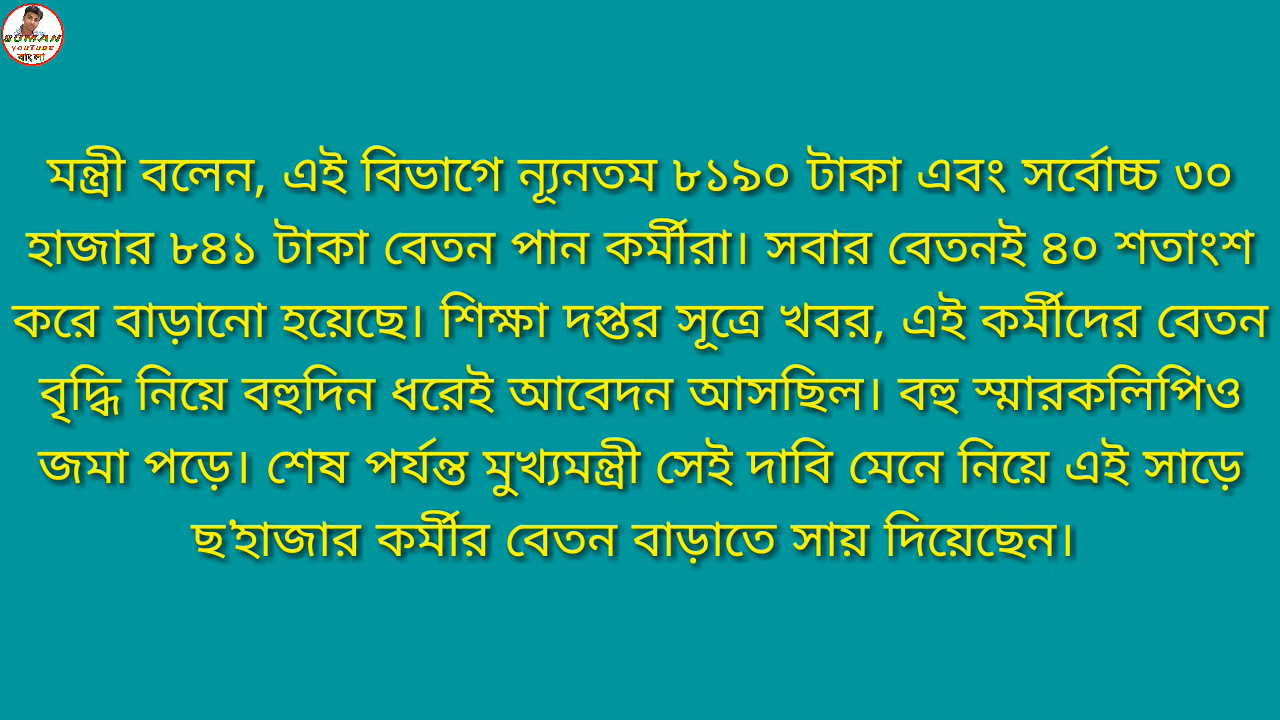 SUMAN
YOUTUBE
বাংলা
মন্ত্রী বলেন, এই বিভাগে ন্যূনতম ৮১৯০ টাকা এবং সর্বোচ্চ ৩০
হাজার ৮৪১ টাকা বেতন পান কর্মীরা। সবার বেতনই ৪০ শতাংশ
করে বাড়ানো হয়েছে। শিক্ষা দপ্তর সূত্রে খবর, এই কর্মীদের বেতন
বৃদ্ধি নিয়ে বহুদিন ধরেই আবেদন আসছিল। বহু স্মারকলিপিও
জমা পড়ে। শেষ পর্যন্ত মুখ্যমন্ত্রী সেই দাবি মেনে নিয়ে এই সাড়ে
ছ’হাজার কর্মীর বেতন বাড়াতে সায় দিয়েছেন।